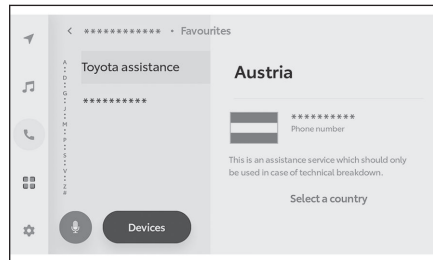 < ************ • Favourites
A
•
D
•
G
•
J
•
M
•
P
•
S
•
V
•
Z
a
Toyota assistance
**********
Devices
Austria
**********
Phone number
This is an assistance service which should only
be used in case of technical breakdown.
Select a country